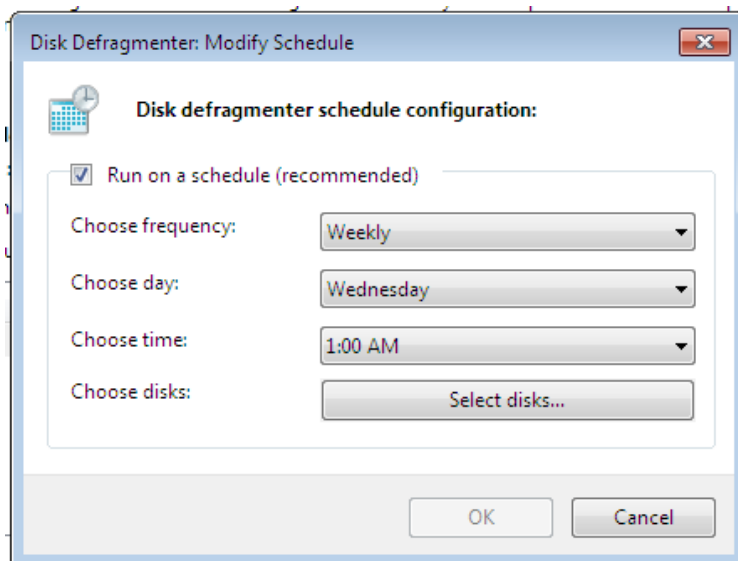 Disk Defragmenter: Modify Schedule
Disk defragmenter schedule configuration:
Run on a schedule (recommended)
Choose frequency: Weekly
Choose day: Wednesday
Choose time: 1:00 AM
Choose disks: Select disks...
OK Cancel